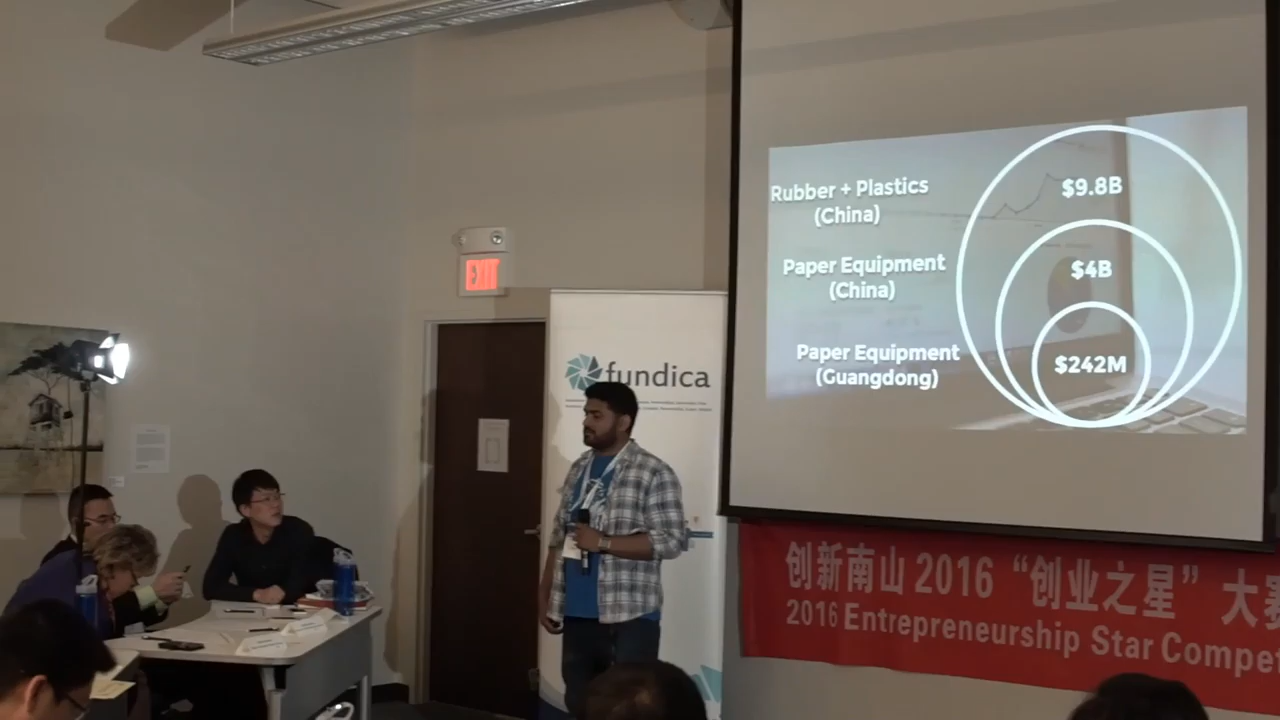 Rubber + Plastics
(China)
$9.8B
Paper Equipment
(China)
$4B
Paper Equipment
(Guangdong)
$242M
EXIT
fundica
创新南山 2016 “创业之星” 大赛
2016 Entrepreneurship Star Compet